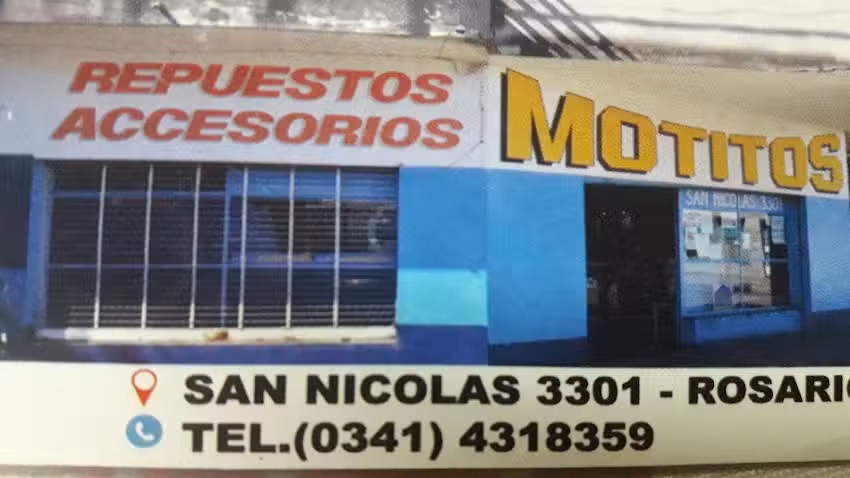 REPUESTOS
ACCESORIOS
MOTITOS
SAN NICOLAS 3301
SAN NICOLAS 3301 - ROSARIO
TEL.(0341) 4318359